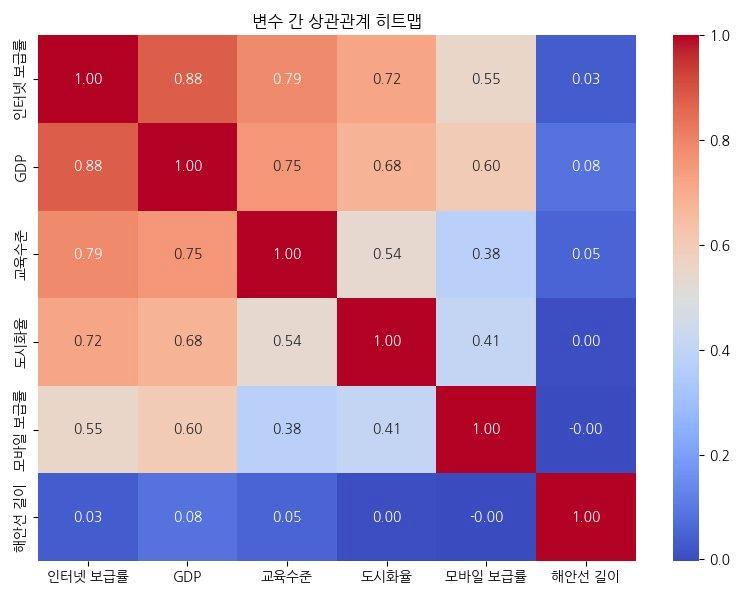 변수 간 상관관계 히트맵
인터넷 보급률 1.00 0.88 0.79 0.72 0.55 0.03
GDP 0.88 1.00 0.75 0.68 0.60 0.08
교육수준 0.79 0.75 1.00 0.54 0.38 0.05
도시화율 0.72 0.68 0.54 1.00 0.41 0.00
모바일 보급률 0.55 0.60 0.38 0.41 1.00 -0.00
해안선 길이 0.03 0.08 0.05 0.00 -0.00 1.00
인터넷 보급률 GDP 교육수준 도시화율 모바일 보급률 해안선 길이
1.0
0.8
0.6
0.4
0.2
0.0